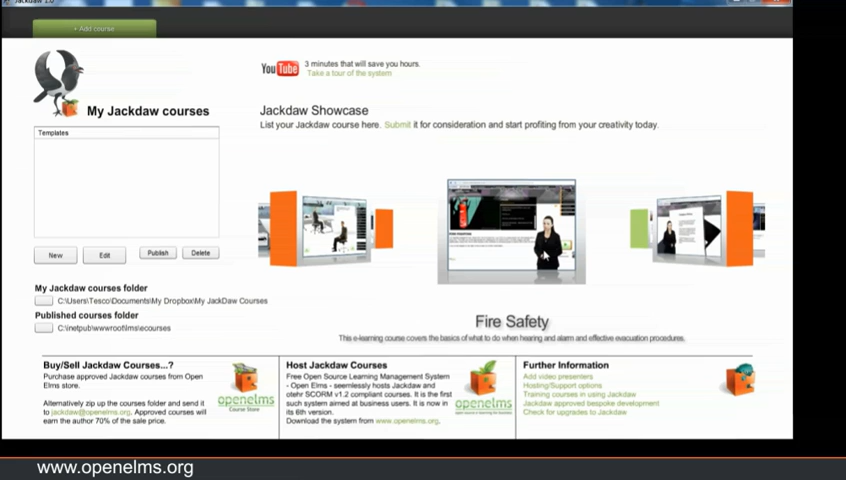 Jackdaw 1.0
+ Add course
You Tube
3 minutes that will save you hours.
Take a tour of the system
My Jackdaw courses
Templates
Jackdaw Showcase
List your Jackdaw course here. Submit it for consideration and start profiting from your creativity today.
New
Edit
Publish
Delete
My Jackdaw courses folder
C:\Users\Tesco\Documents\My Dropbox\My JackDaw Courses
Published courses folder
C:\inetpub\wwwroot\lms\ecourses
Fire Safety
This e-learning course covers the basics of what to do when hearing and alarm and effective evacuation procedures.
Buy/Sell Jackdaw Courses...?
Purchase approved Jackdaw courses from Open
Elms store.
Alternatively zip up the courses folder and send it
to jackdaw@openelms.org. Approved courses will
earn the author 70% of the sale price.
openelms
Course Store
Host Jackdaw Courses
Free Open Source Learning Management System
- Open Elms - seemlessly hosts Jackdaw and
otehr SCORM v1.2 compliant courses. It is the first
such system aimed at business users. It is now in
its 6th version.
Download the system from www.openelms.org.
openelms
open source e-learning for business
Further Information
Add video presenters
Hosting/Support options
Training courses in using Jackdaw
Jackdaw approved bespoke development
Check for upgrades to Jackdaw
www.openelms.org